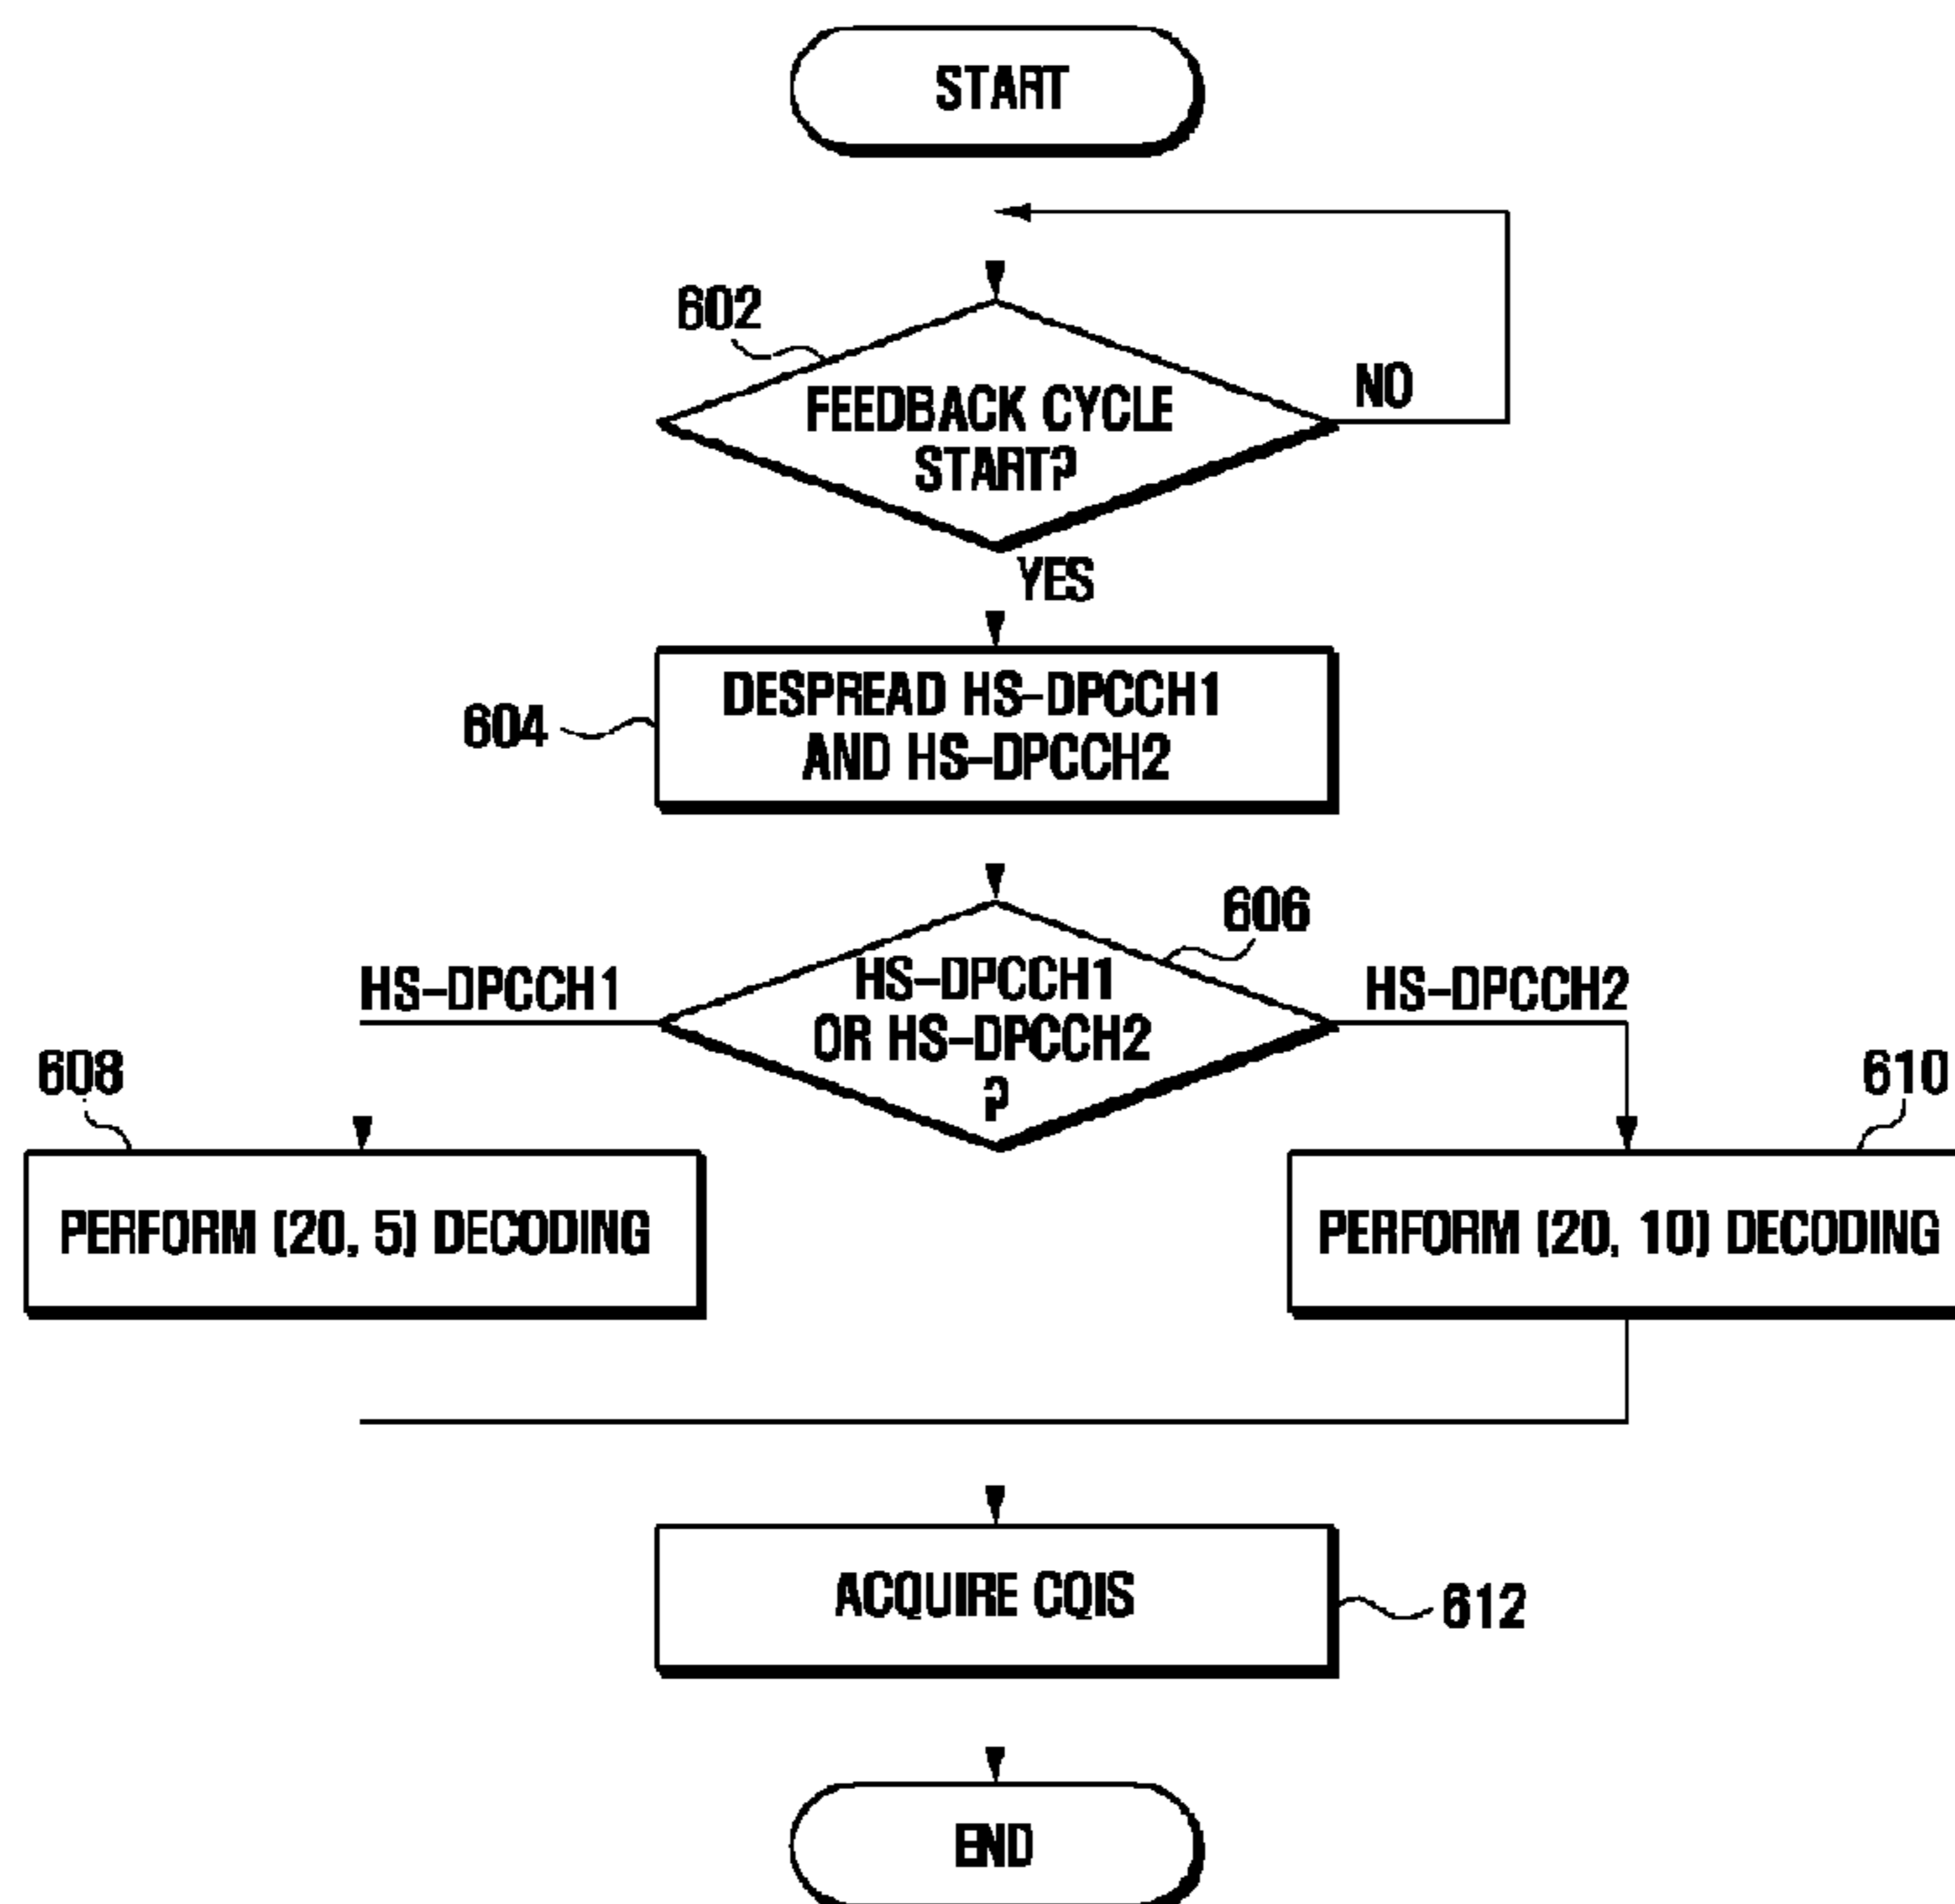 START
602
FEEDBACK CYCLE
START?
NO
YES
604
DESPREAD HS-DPCCH1
AND HS-DPCCH2
606
HS-DPCCH1
HS-DPCCH1
OR HS-DPCCH2
?
HS-DPCCH2
608
610
PERFORM (20, 5) DECODING
PERFORM (20, 10) DECODING
ACQUIRE CQIS
612
END